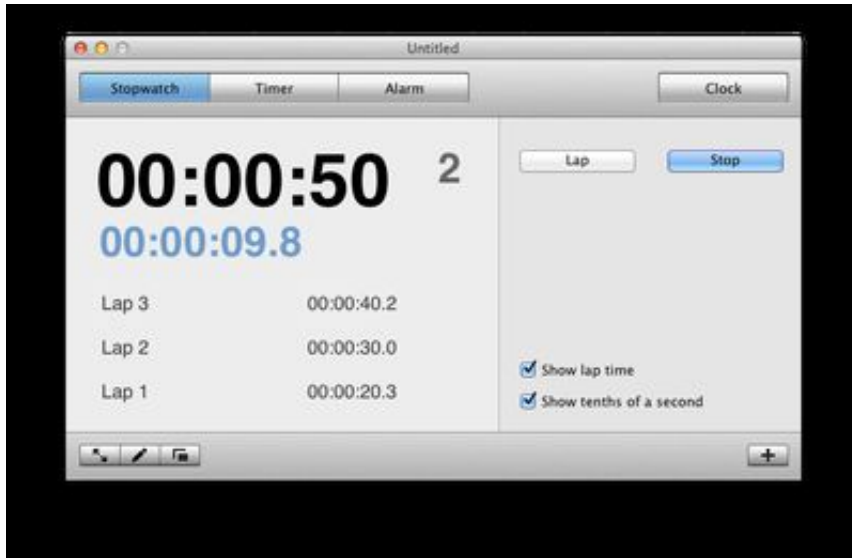 Untitled
Stopwatch Timer Alarm Clock
00:00:50 2
00:00:09.8
Lap Stop
Lap 3 00:00:40.2
Lap 2 00:00:30.0
Lap 1 00:00:20.3
Show lap time
Show tenths of a second